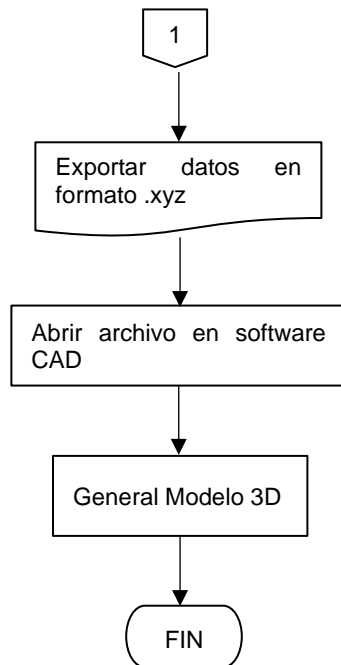 1
Exportar datos en
formato .xyz
Abrir archivo en software
CAD
General Modelo 3D
FIN